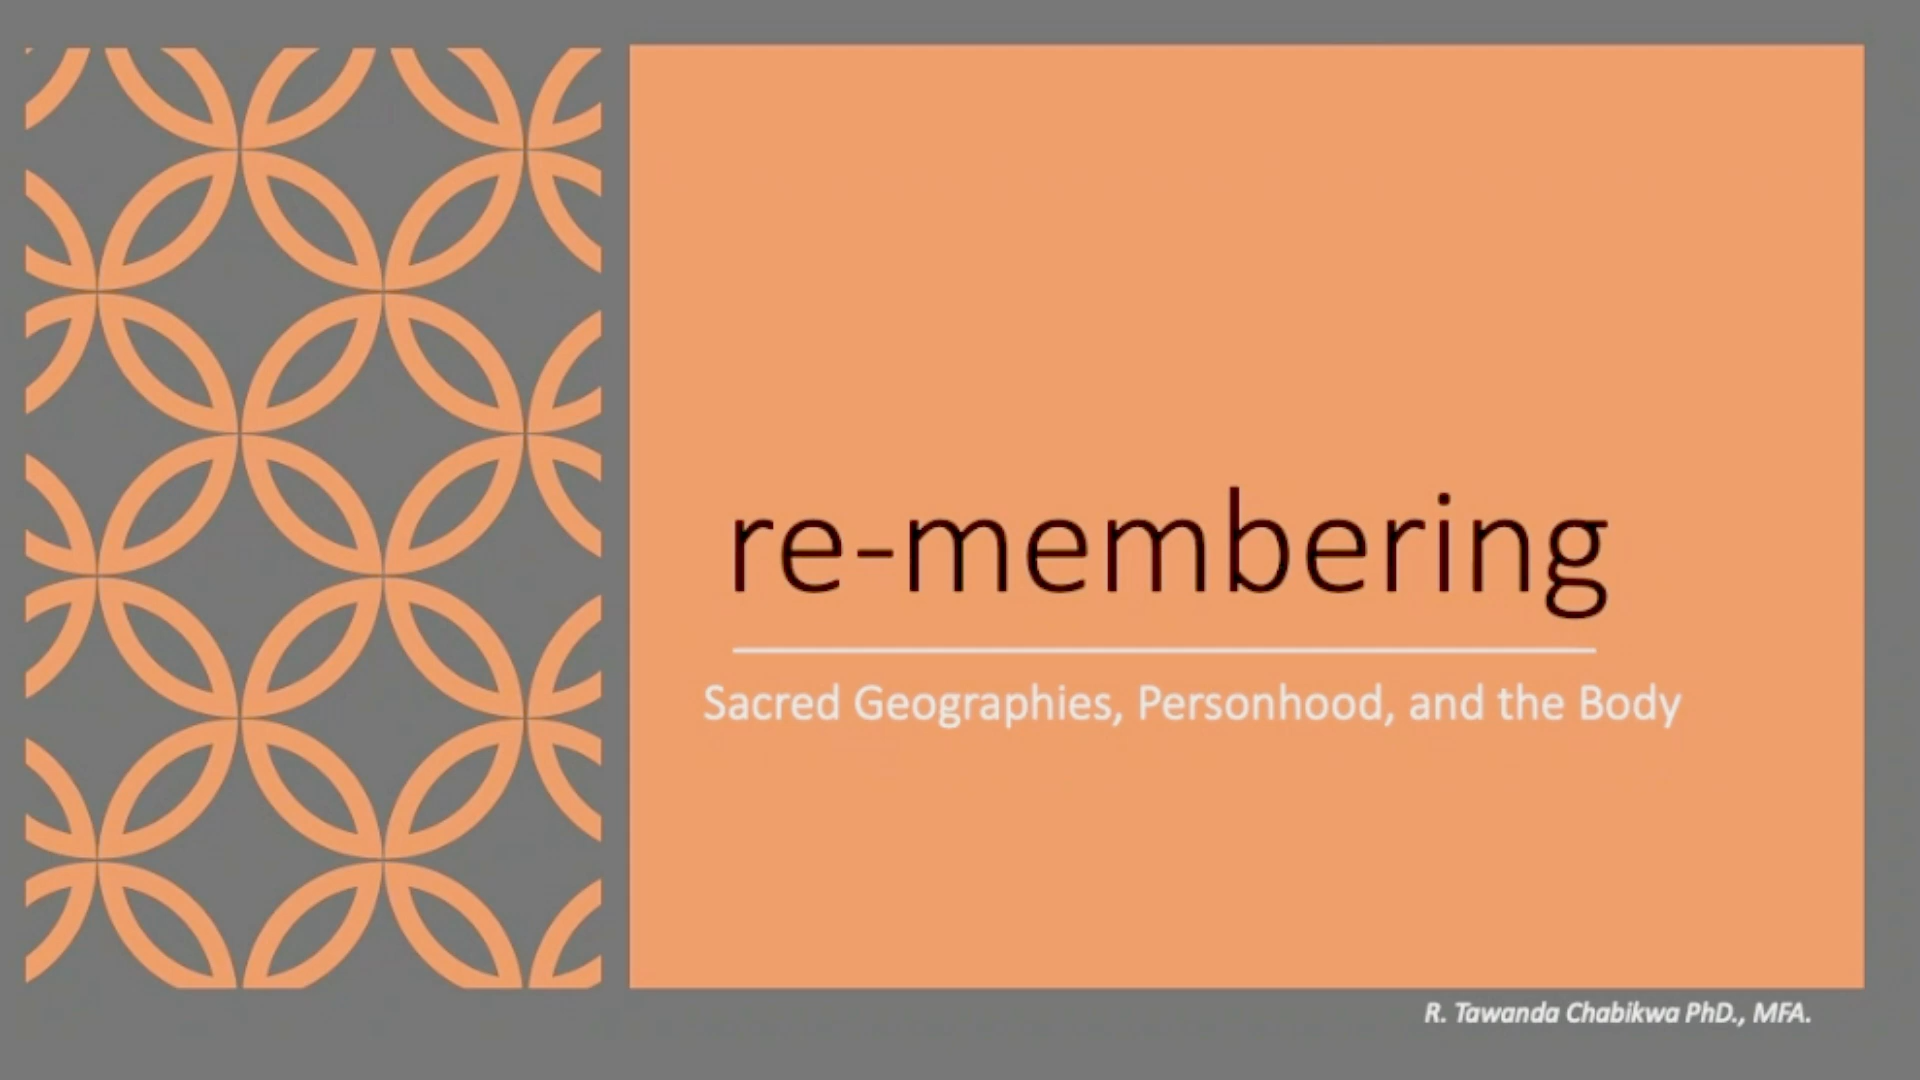 re-membering
Sacred Geographies, Personhood, and the Body
R. Tawanda Chabikwa PhD., MFA.